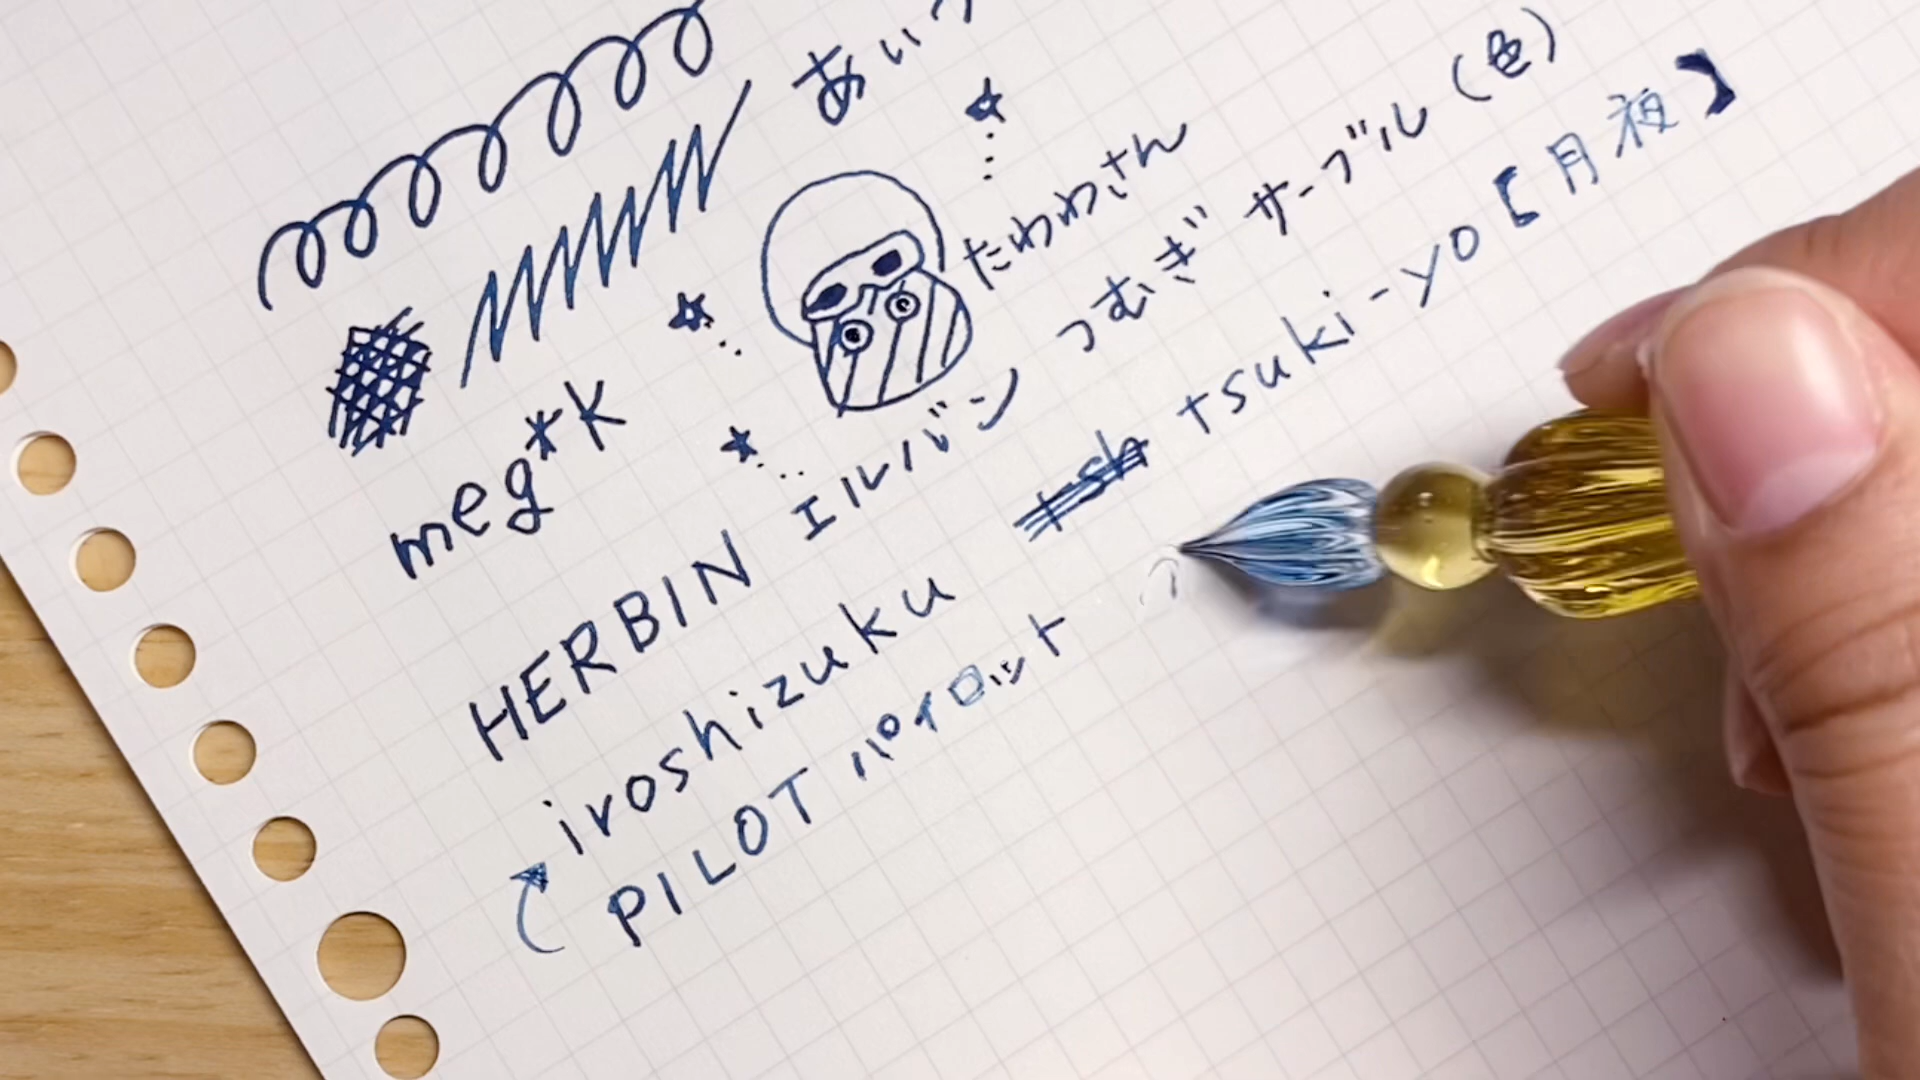 あい
たわわさん
meg*K
HERBIN エルバン つむぎ サーブル (色)
iroshizuku tsuki-yo【月夜】
PILOT パイロット